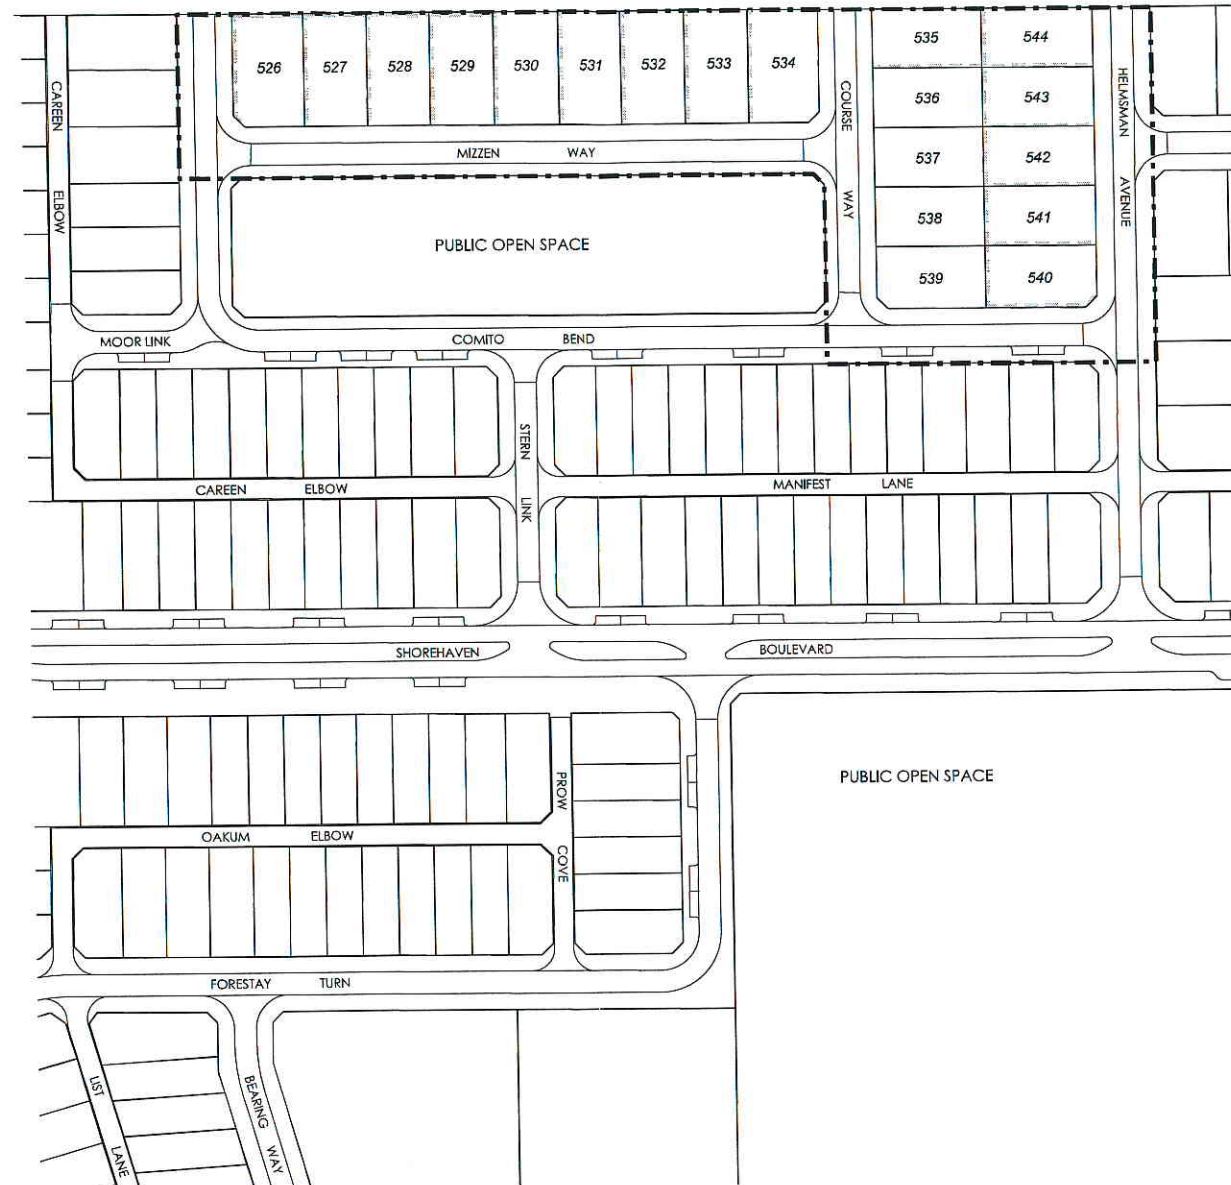 526 527 528 529 530 531 532 533 534
535 544
536 543
537 542
538 541
539 540
CAREEN ELBOW
MIZZEN WAY
COURSE WAY
HELMSMAN AVENUE
PUBLIC OPEN SPACE
MOOR LINK
COMITO BEND
STERN LINK
CAREEN ELBOW
MANIFEST LANE
SHOREHAVEN BOULEVARD
PROW COVE
PUBLIC OPEN SPACE
OAKUM ELBOW
FORESTAY TURN
LIST LANE
BEARING WAY